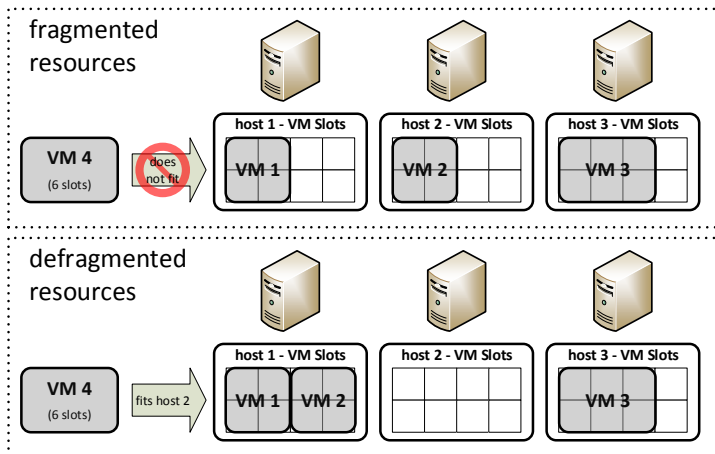 fragmented
resources
host 1 - VM Slots
host 2 - VM Slots
host 3 - VM Slots
VM 4
(6 slots)
does
not fit
VM 1
VM 2
VM 3
defragmented
resources
host 1 - VM Slots
host 2 - VM Slots
host 3 - VM Slots
VM 4
(6 slots)
fits host 2
VM 1
VM 2
VM 3